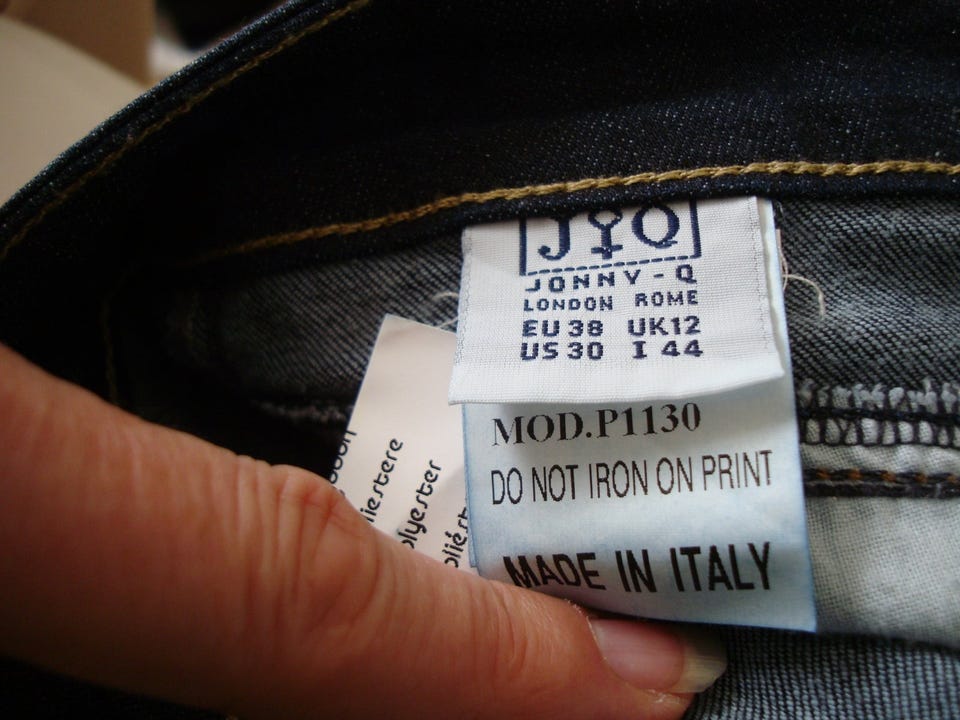 JQ
JONNY-Q
LONDON ROME
EU 38 UK12
US 30 I 44
MOD.P1130
DO NOT IRON ON PRINT
MADE IN ITALY